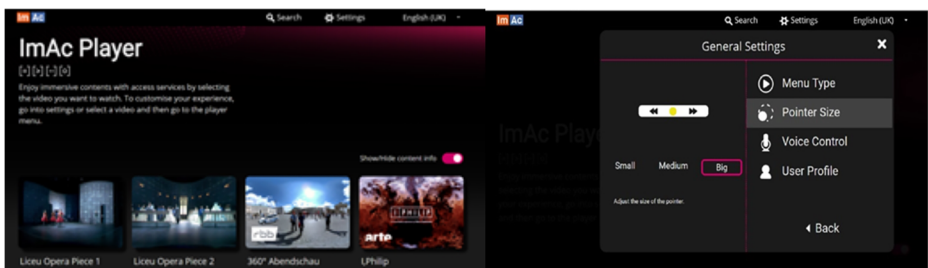 ImAc
Search
Settings
English (UK)
ImAc Player
Enjoy immersive contents with access services by selecting
the video you want to watch. To customise your experience,
go into settings or select a video and then go to the player
menu.
Show/Hide content info
rbb
arte
Liceu Opera Piece 1
Liceu Opera Piece 2
360° Abendschau
I,Philip
ImAc
Search
Settings
English (UK)
General Settings
Menu Type
Pointer Size
Voice Control
User Profile
Small
Medium
Big
Adjust the size of the pointer.
Back
ImAc Playe